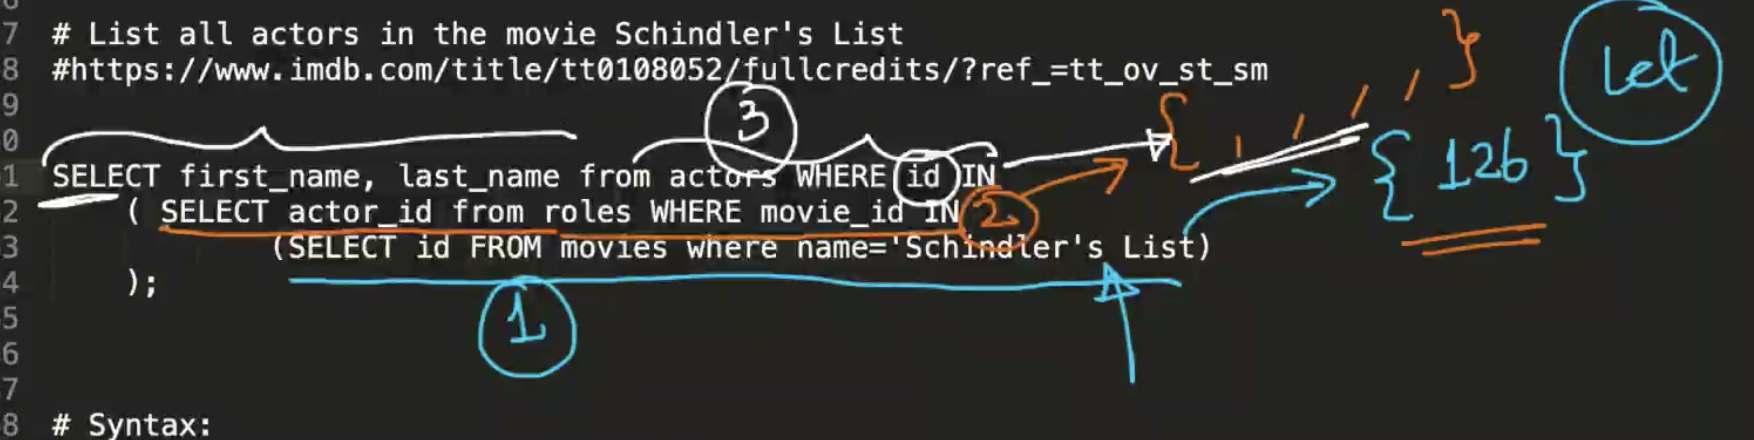 7 # List all actors in the movie Schindler's List
8 #https://www.imdb.com/title/tt0108052/fullcredits/?ref_=tt_ov_st_sm
9
0 3
1 SELECT first_name, last_name from actors WHERE id IN
2 ( SELECT actor_id from roles WHERE movie_id IN 2
3 (SELECT id FROM movies where name='Schindler's List)
4 );
5 1
6
7
8 # Syntax:
{ , , , , }
{ 126 }
Let